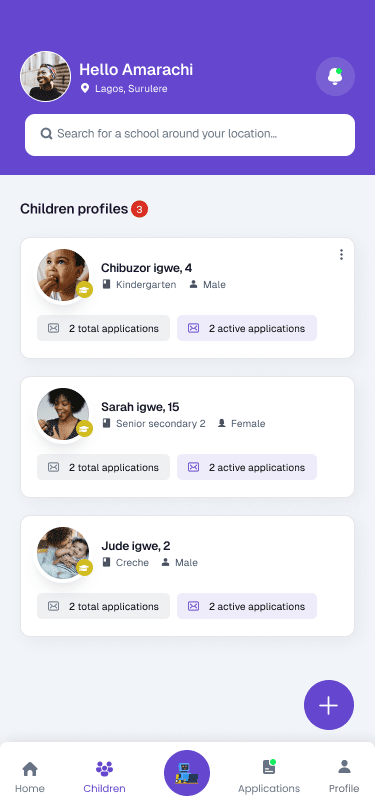 Hello Amarachi
Lagos, Surulere
Search for a school around your location...
Children profiles 3
Chibuzor igwe, 4
Kindergarten Male
2 total applications 2 active applications
Sarah igwe, 15
Senior secondary 2 Female
2 total applications 2 active applications
Jude igwe, 2
Creche Male
2 total applications 2 active applications
Home Children Applications Profile